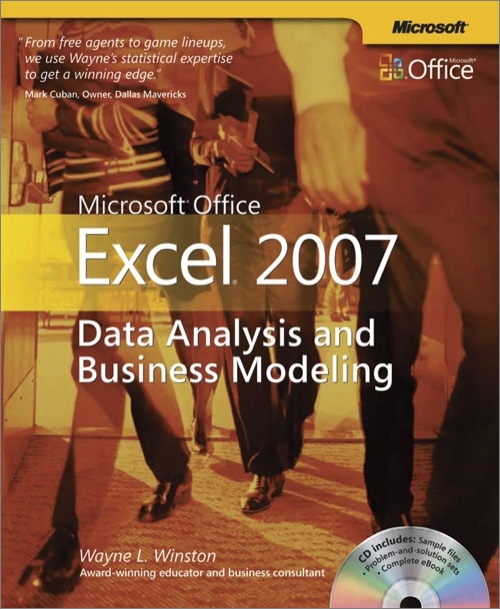 Microsoft®
“From free agents to game lineups,
we use Wayne’s statistical expertise
to get a winning edge.”
Mark Cuban, Owner, Dallas Mavericks
Microsoft®
Office
Microsoft® Office
Excel® 2007
Data Analysis and
Business Modeling
Wayne L. Winston
Award-winning educator and business consultant
CD includes: Sample files
• Problem-and-solution sets
• Complete eBook